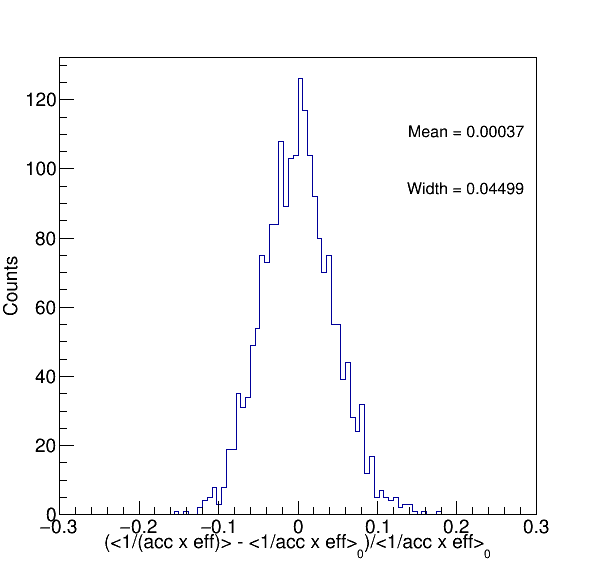 Counts
120
100
80
60
40
20
0
Mean = 0.00037
Width = 0.04499
−0.3 −0.2 −0.1 0 0.1 0.2 0.3
(<1/(acc x eff)> - <1/acc x eff>0)/<1/acc x eff>0